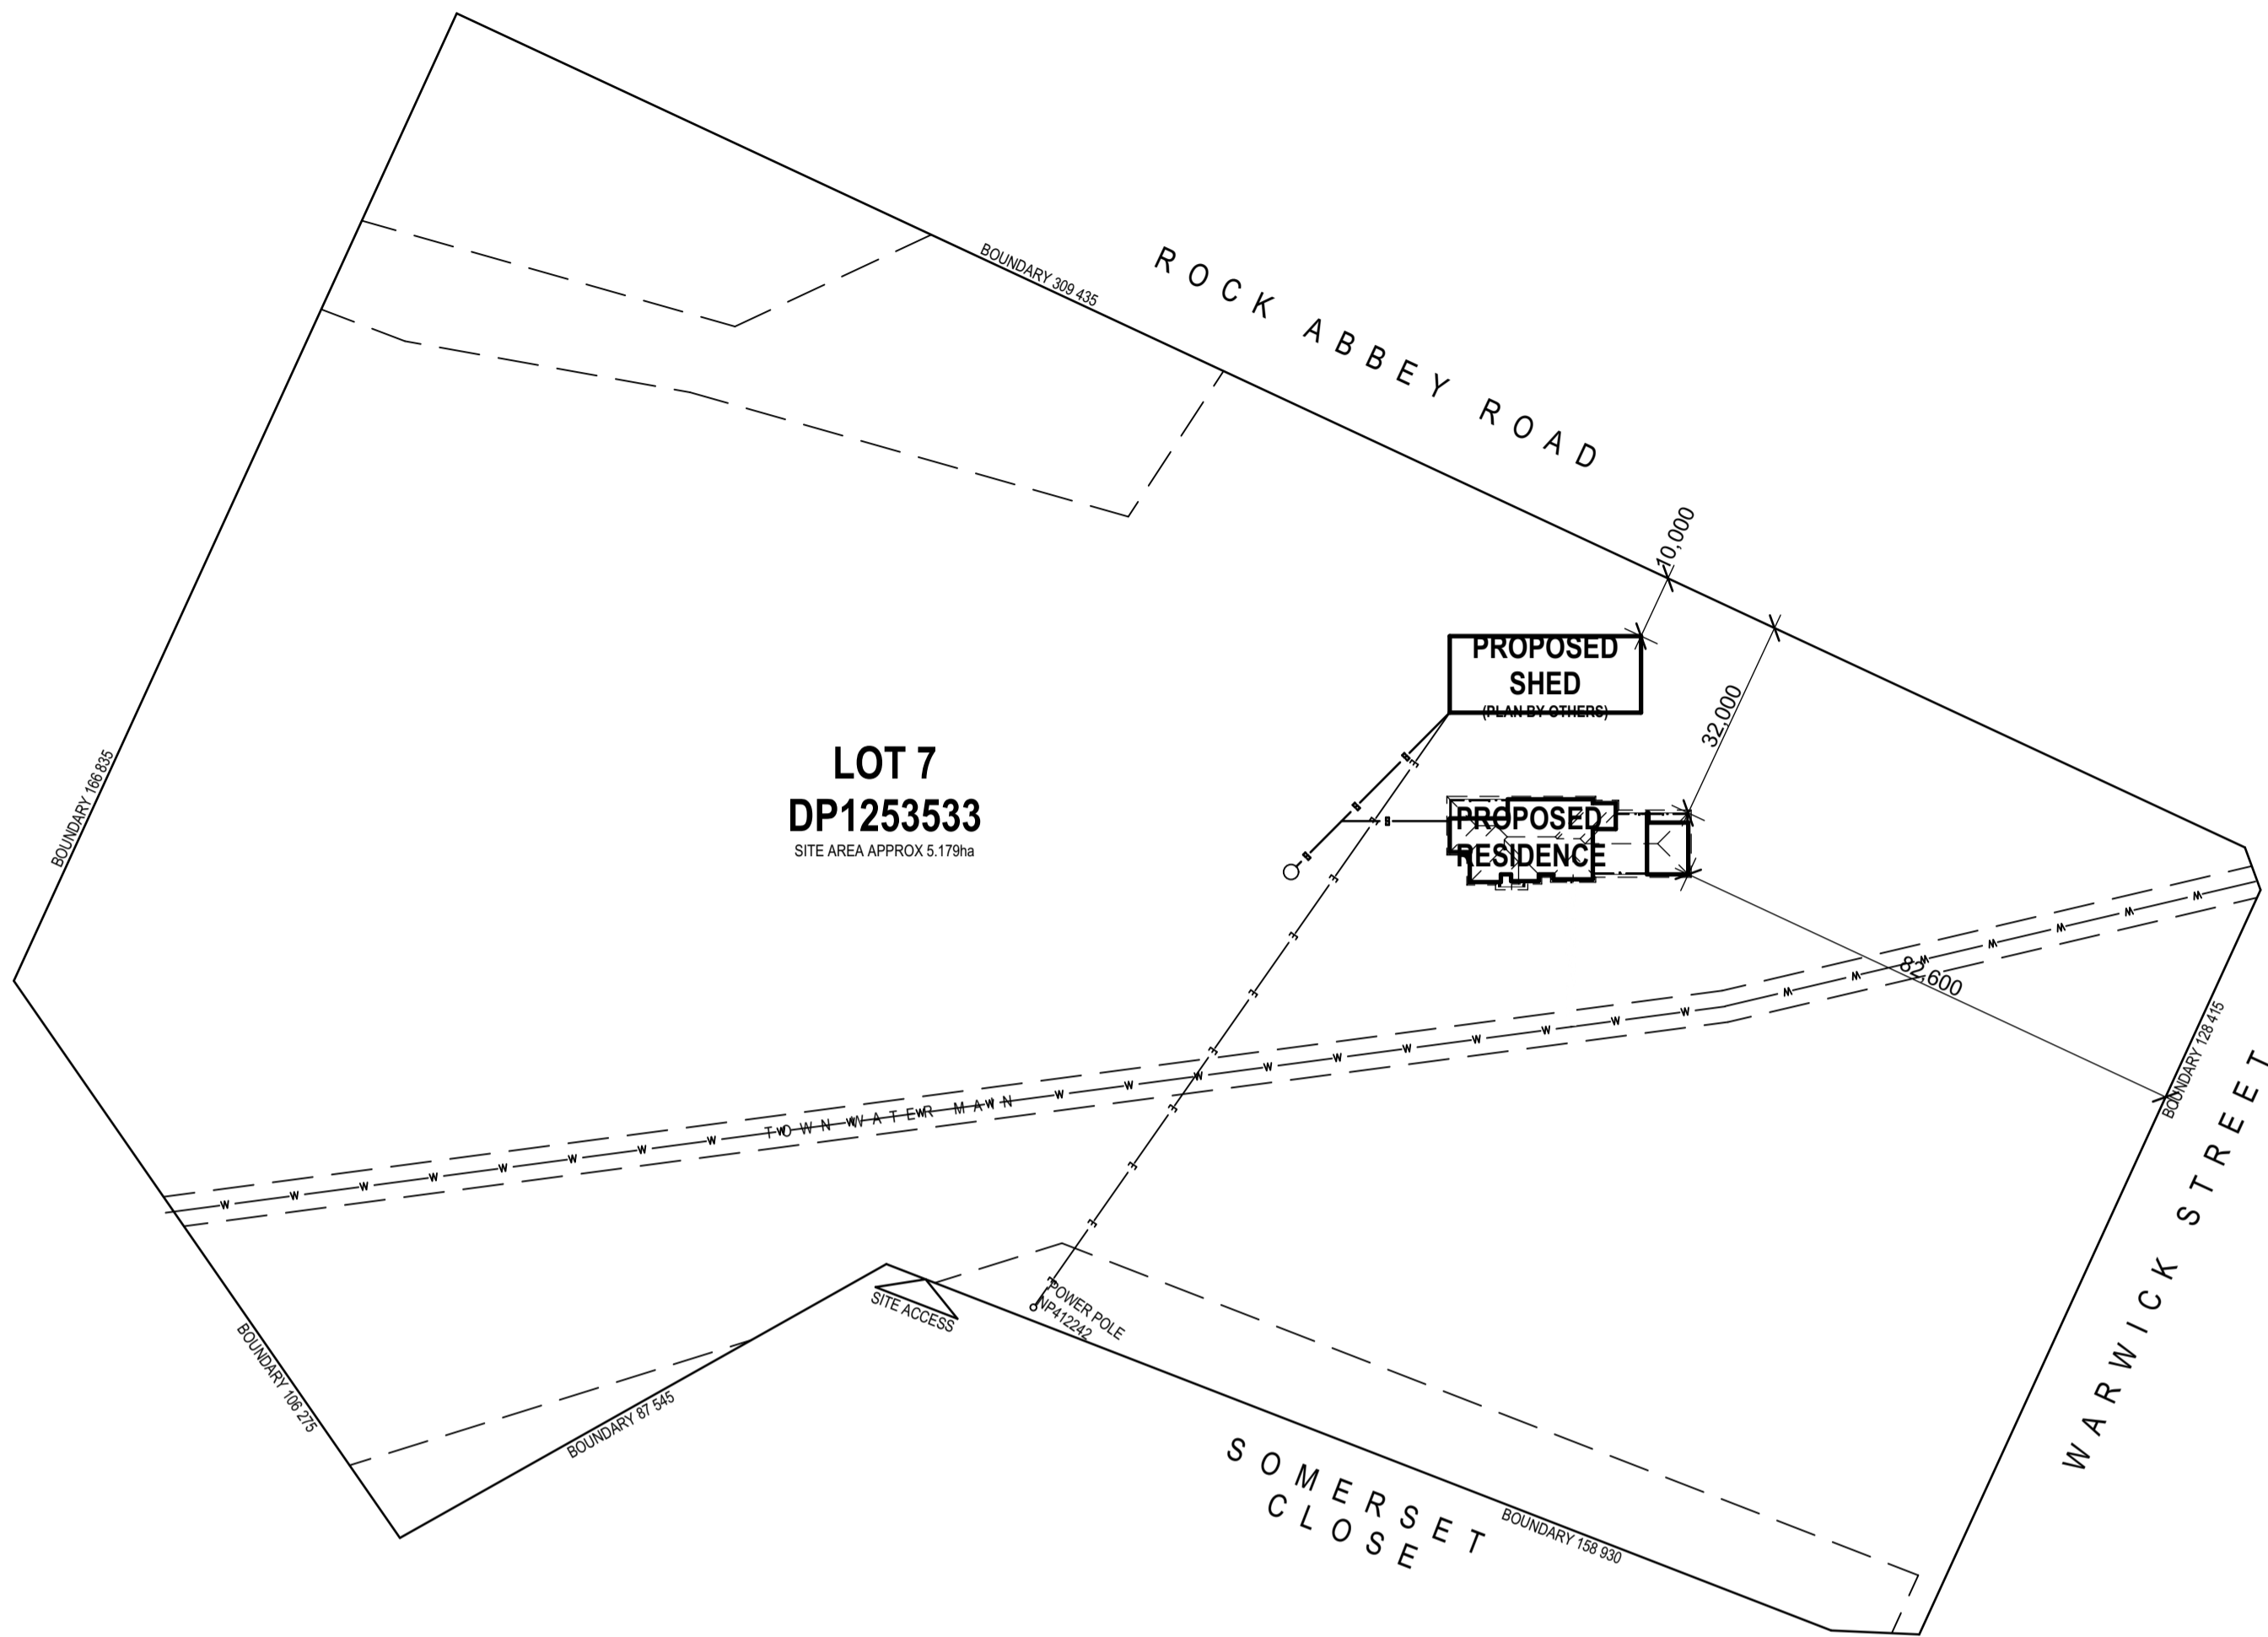 BOUNDARY 309 435
ROCK ABBEY ROAD
10,000
PROPOSED
SHED
(PLAN BY OTHERS)
32,000
LOT 7
DP1253533
SITE AREA APPROX 5.179ha
BOUNDARY 166 835
PROPOSED
RESIDENCE
82,600
BOUNDARY 128 415
WARWICK STREET
TOWN WATER MAIN
SITE ACCESS
POWER POLE
NP412242
BOUNDARY 106 275
BOUNDARY 87 545
SOMERSET
CLOSE
BOUNDARY 158 930